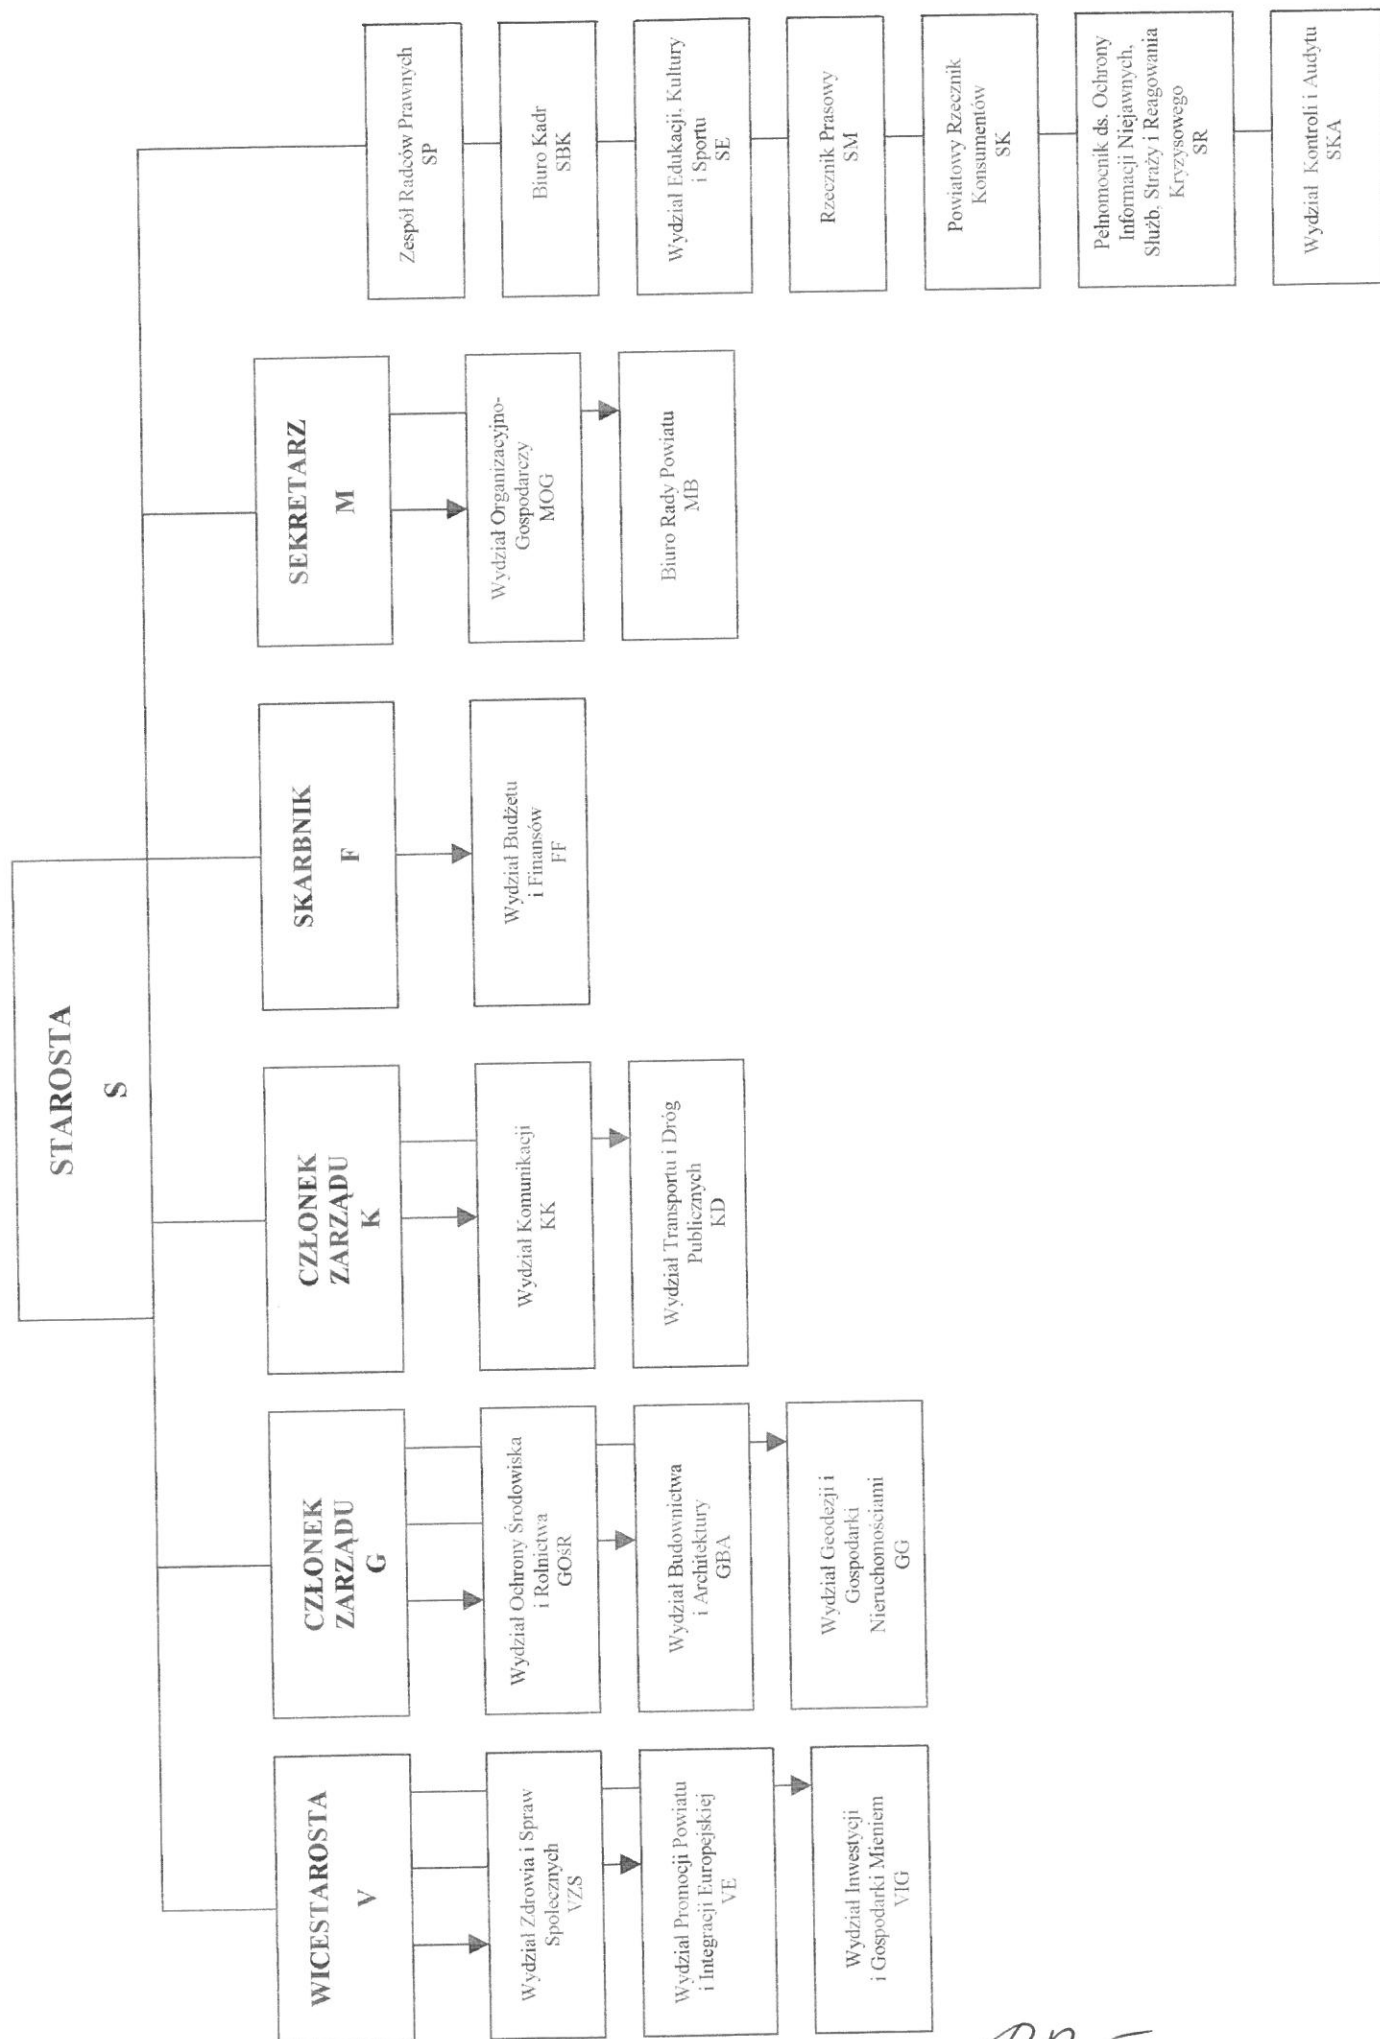 STAROSTA
S
WICESTAROSTA
V
Wydział Zdrowia i Spraw
Społecznych
VZS
Wydział Promocji Powiatu
i Integracji Europejskiej
VE
Wydział Inwestycji
i Gospodarki Mieniem
VIG
CZŁONEK
ZARZĄDU
G
Wydział Ochrony Środowiska
i Rolnictwa
GOśR
Wydział Budownictwa
i Architektury
GBA
Wydział Geodezji i
Gospodarki
Nieruchomościami
GG
CZŁONEK
ZARZĄDU
K
Wydział Komunikacji
KK
Wydział Transportu i Dróg
Publicznych
KD
SKARBNIK
F
Wydział Budżetu
i Finansów
FF
SEKRETARZ
M
Wydział Organizacyjno-
Gospodarczy
MOG
Biuro Rady Powiatu
MB
Zespół Radców Prawnych
SP
Biuro Kadr
SBK
Wydział Edukacji, Kultury
i Sportu
SE
Rzecznik Prasowy
SM
Powiatowy Rzecznik
Konsumentów
SK
Pełnomocnik ds. Ochrony
Informacji Niejawnych,
Służb, Straży i Reagowania
Kryzysowego
SR
Wydział Kontroli i Audytu
SKA